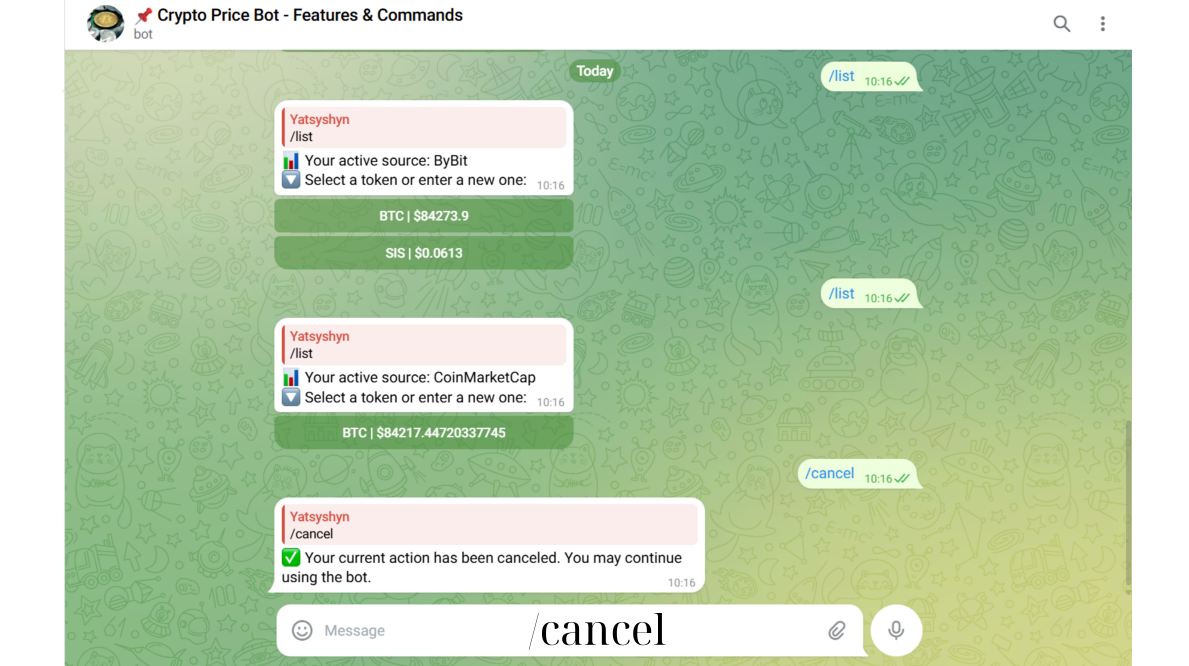 📌 Crypto Price Bot - Features & Commands
bot
Today
/list 10:16
Yatsyshyn
/list
📊 Your active source: ByBit
🔽 Select a token or enter a new one: 10:16
BTC | $84273.9
SIS | $0.0613
/list 10:16
Yatsyshyn
/list
📊 Your active source: CoinMarketCap
🔽 Select a token or enter a new one: 10:16
BTC | $84217.44720337745
/cancel 10:16
Yatsyshyn
/cancel
✅ Your current action has been canceled. You may continue
using the bot. 10:16
Message /cancel